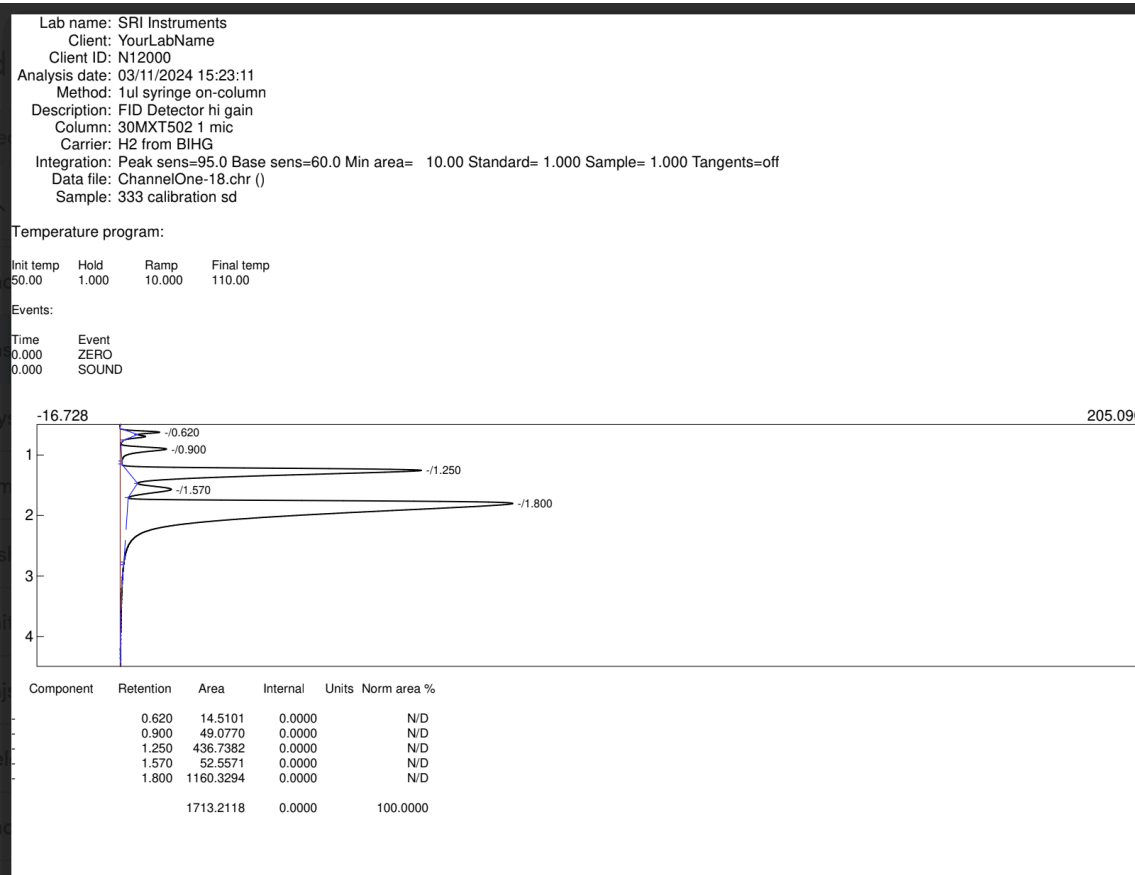 Lab name: SRI Instruments
Client: YourLabName
Client ID: N12000
Analysis date: 03/11/2024 15:23:11
Method: 1ul syringe on-column
Description: FID Detector hi gain
Column: 30MXT502 1 mic
Carrier: H2 from BIHG
Integration: Peak sens=95.0 Base sens=60.0 Min area= 10.00 Standard= 1.000 Sample= 1.000 Tangents=off
Data file: ChannelOne-18.chr ()
Sample: 333 calibration sd
Temperature program:
Init temp Hold Ramp Final temp
50.00 1.000 10.000 110.00
Events:
Time Event
0.000 ZERO
0.000 SOUND
-16.728 205.090
-/0.620
-/0.900
1
-/1.250
-/1.570
-/1.800
2
3
4
Component Retention Area Internal Units Norm area %
- 0.620 14.5101 0.0000 N/D
- 0.900 49.0770 0.0000 N/D
- 1.250 436.7382 0.0000 N/D
- 1.570 52.5571 0.0000 N/D
- 1.800 1160.3294 0.0000 N/D
1713.2118 0.0000 100.0000